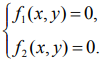 f₁(x, y) = 0,
f₂(x, y) = 0.